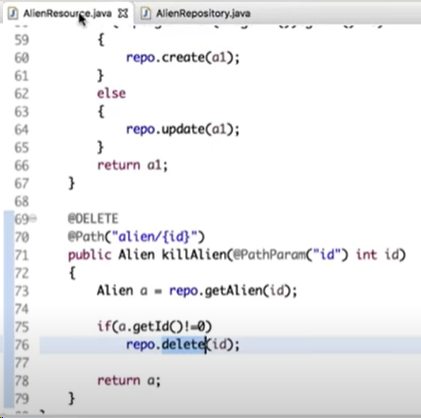 AlienResource.java AlienRepository.java
59 {
60 repo.create(a1);
61 }
62 else
63 {
64 repo.update(a1);
65 }
66 return a1;
67 }
68
69 @DELETE
70 @Path("alien/{id}")
71 public Alien killAlien(@PathParam("id") int id)
72 {
73 Alien a = repo.getAlien(id);
74
75 if(a.getId()!=0)
76 repo.delete(id);
77
78 return a;
79 }